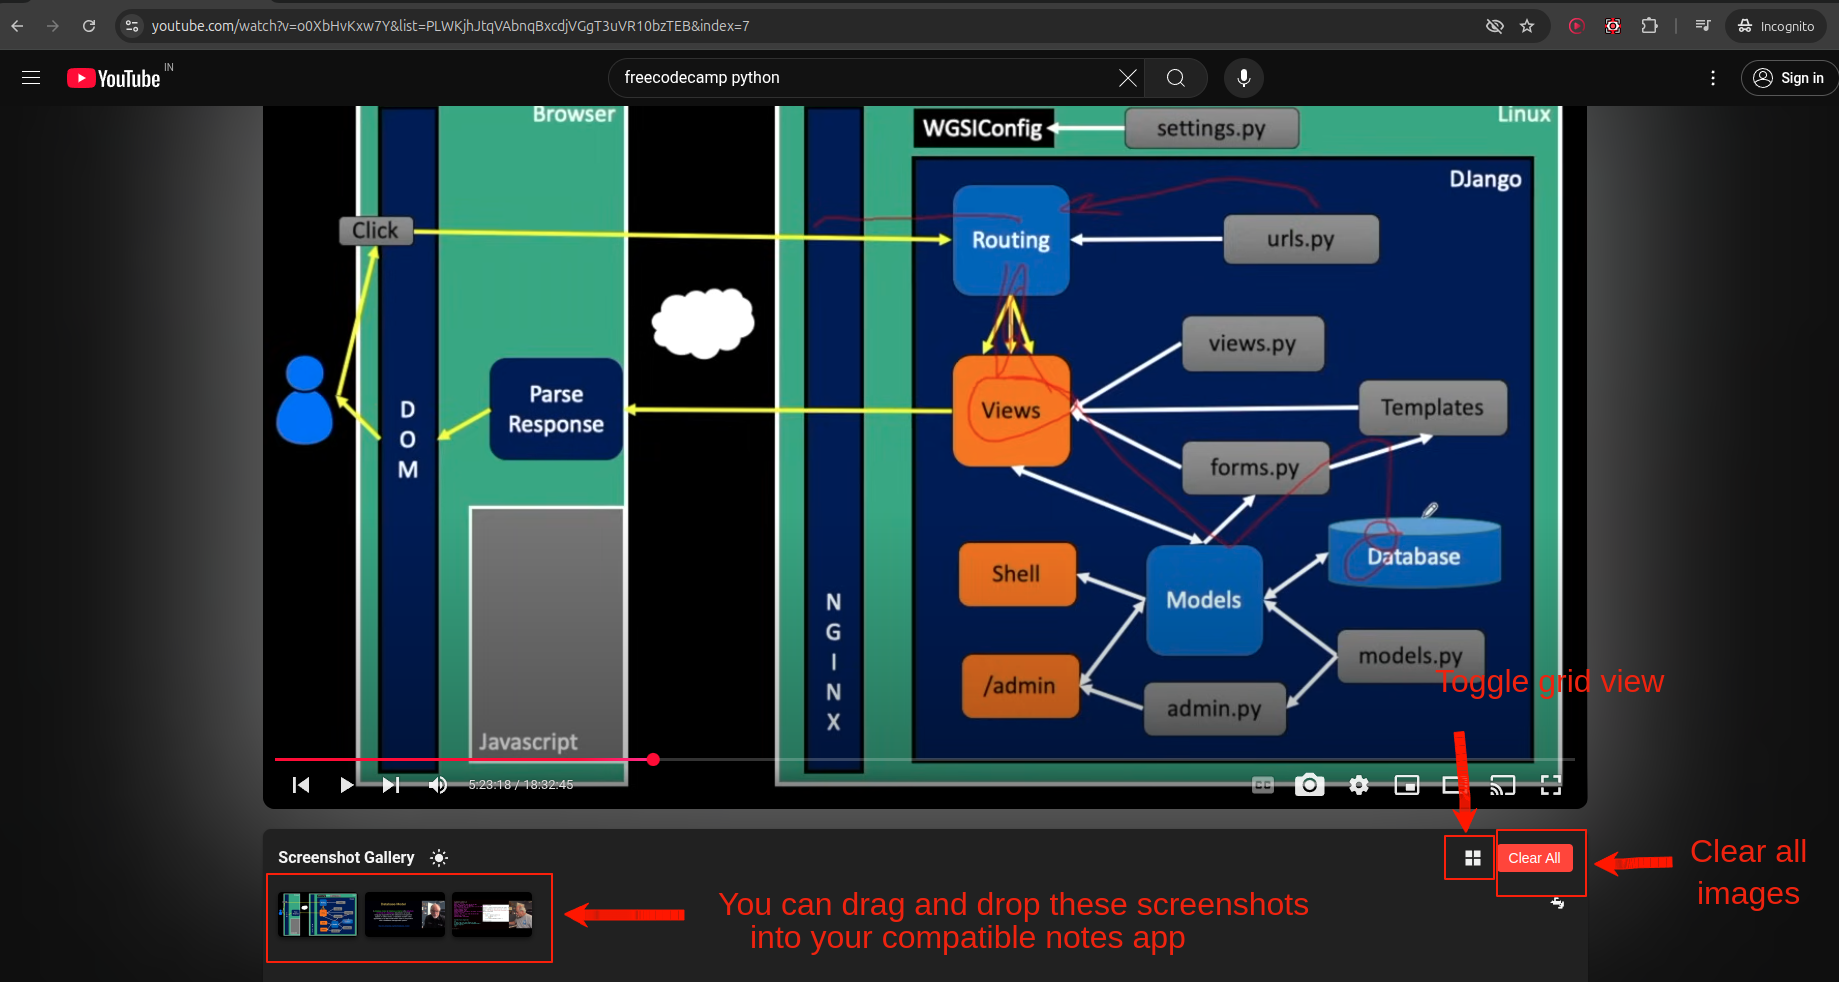 youtube.com/watch?v=o0XbHvKxw7Y&list=PLWKjhJtqVAbnqBxcdjVGgT3uVR10bzTEB&index=7
Incognito
YouTube
IN
freecodecamp python
Sign in
Browser
Linux
WGSIConfig
settings.py
DJango
Click
Routing
urls.py
views.py
Parse
Response
Views
Templates
D
O
M
forms.py
Shell
Models
Database
N
G
I
N
X
/admin
models.py
admin.py
Toggle grid view
Javascript
5:23:18 / 18:32:45
CC
Screenshot Gallery
Clear All
Clear all
images
You can drag and drop these screenshots
into your compatible notes app